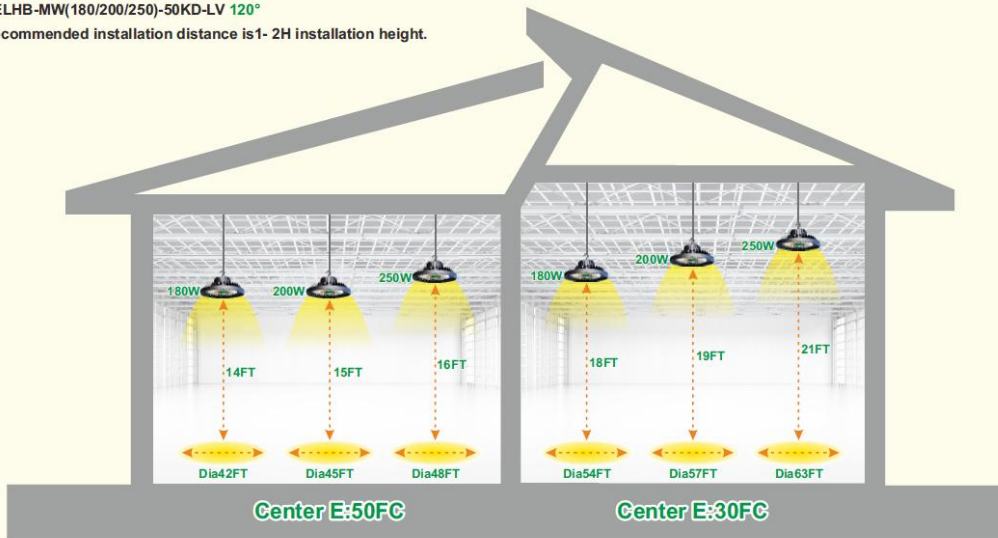 ELHB-MW(180/200/250)-50KD-LV 120°
commended installation distance is1- 2H installation height.
180W
200W
250W
14FT
15FT
16FT
Dia42FT
Dia45FT
Dia48FT
Center E:50FC
180W
200W
250W
18FT
19FT
21FT
Dia54FT
Dia57FT
Dia63FT
Center E:30FC